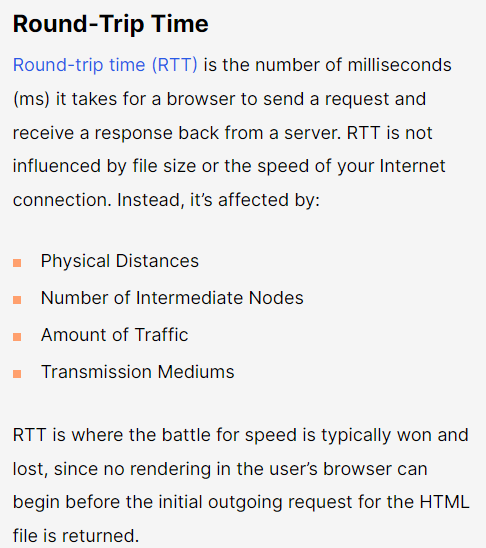 Round-Trip Time
Round-trip time (RTT) is the number of milliseconds
(ms) it takes for a browser to send a request and
receive a response back from a server. RTT is not
influenced by file size or the speed of your Internet
connection. Instead, it’s affected by:
Physical Distances
Number of Intermediate Nodes
Amount of Traffic
Transmission Mediums
RTT is where the battle for speed is typically won and
lost, since no rendering in the user’s browser can
begin before the initial outgoing request for the HTML
file is returned.